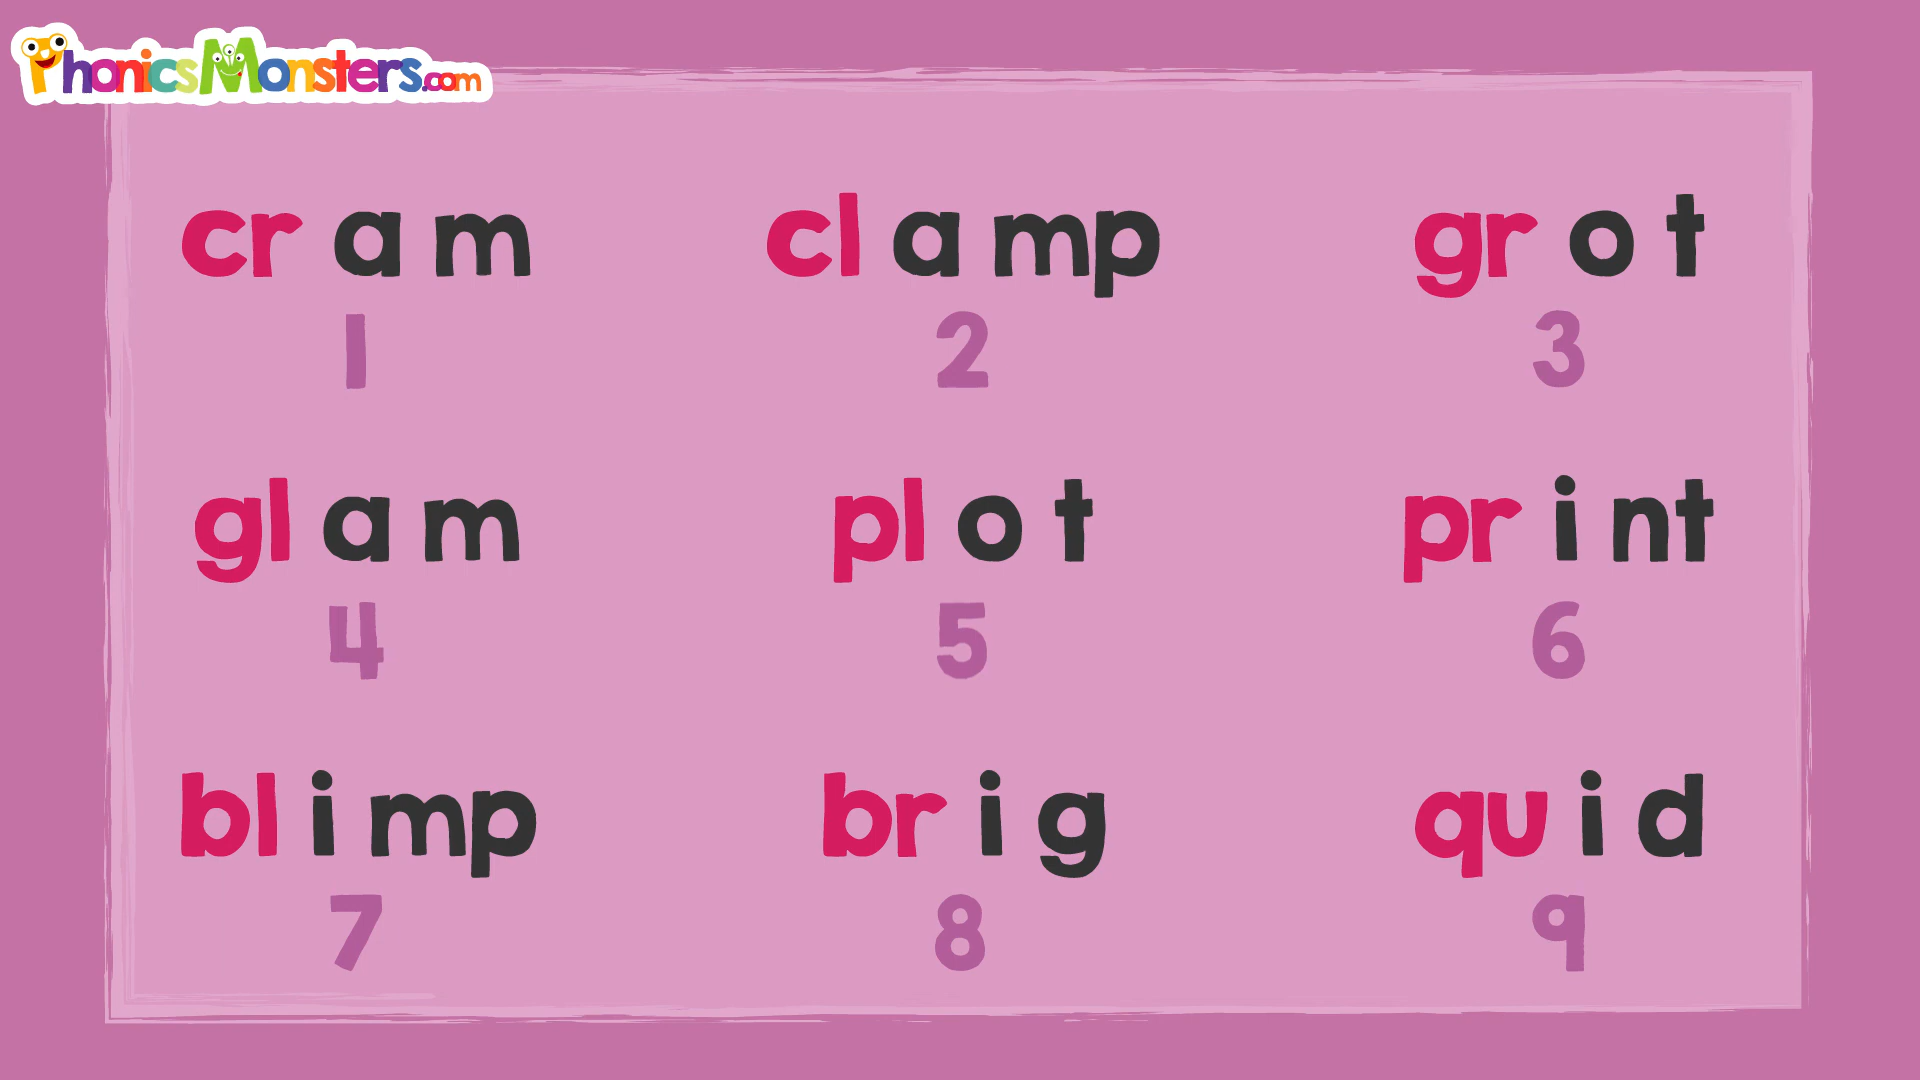 PhonicsMonsters.com
cr a m cl a mp gr o t
1 2 3
gl a m pl o t pr i nt
4 5 6
bl i mp br i g qu i d
7 8 9